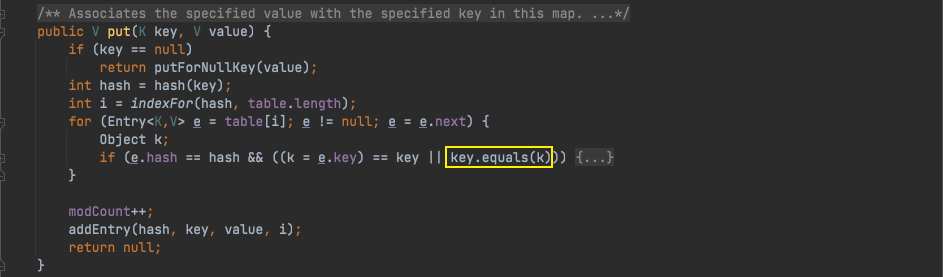 /** Associates the specified value with the specified key in this map. ...*/
public V put(K key, V value) {
if (key == null)
return putForNullKey(value);
int hash = hash(key);
int i = indexFor(hash, table.length);
for (Entry<K,V> e = table[i]; e != null; e = e.next) {
Object k;
if (e.hash == hash && ((k = e.key) == key || key.equals(k))) {...}
}
modCount++;
addEntry(hash, key, value, i);
return null;
}